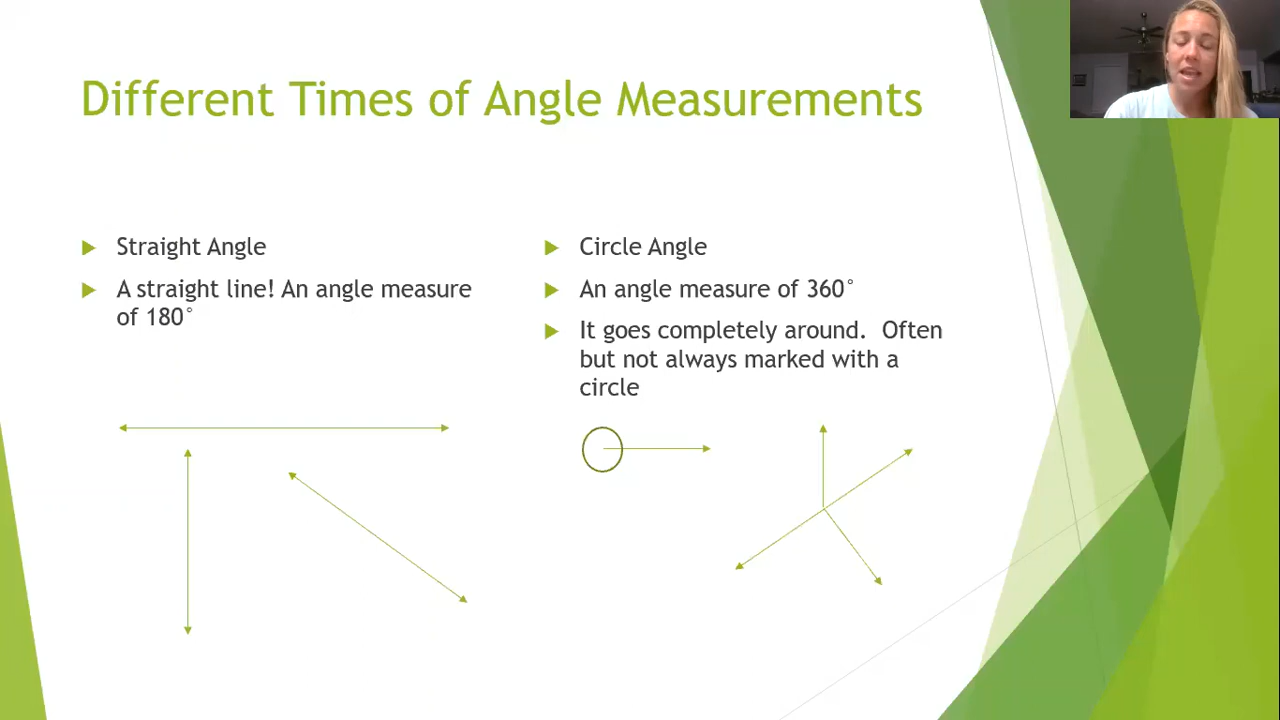 Different Times of Angle Measurements
Straight Angle
A straight line! An angle measure
of 180°
Circle Angle
An angle measure of 360°
It goes completely around.  Often
but not always marked with a
circle